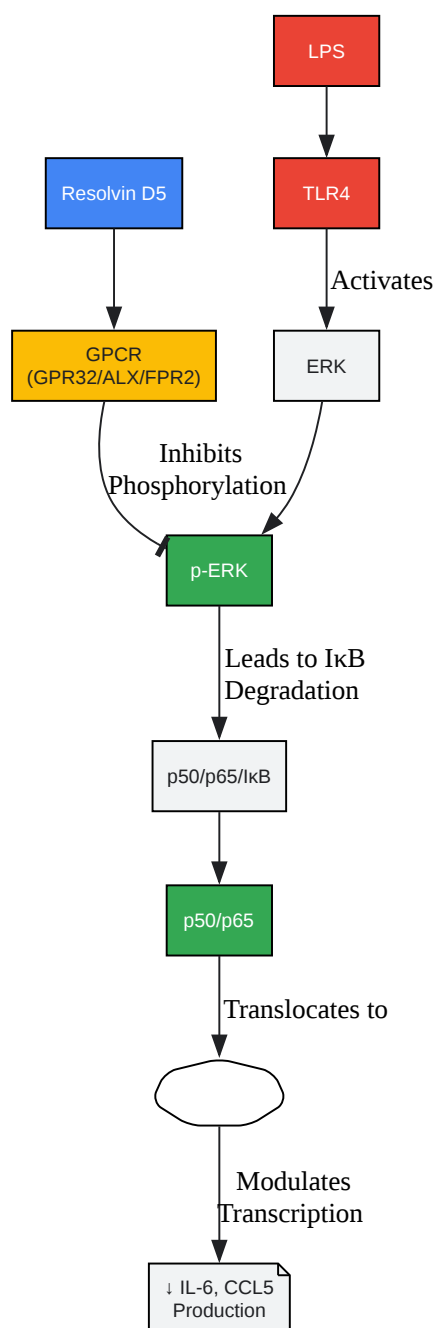 LPS
Resolvin D5
TLR4
Activates
GPCR
(GPR32/ALX/FPR2)
ERK
Inhibits
Phosphorylation
p-ERK
Leads to IκB
Degradation
p50/p65/IκB
p50/p65
Translocates to
Modulates
Transcription
↓ IL-6, CCL5
Production